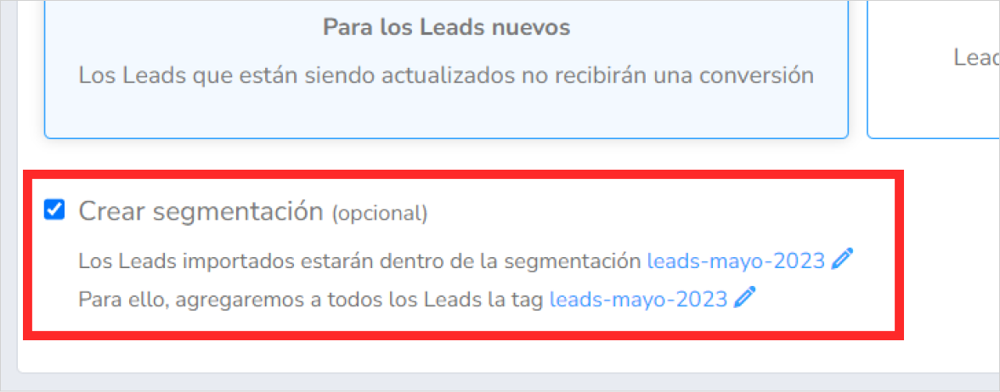 Para los Leads nuevos
Los Leads que están siendo actualizados no recibirán una conversión
Crear segmentación (opcional)
Los Leads importados estarán dentro de la segmentación leads-mayo-2023
Para ello, agregaremos a todos los Leads la tag leads-mayo-2023